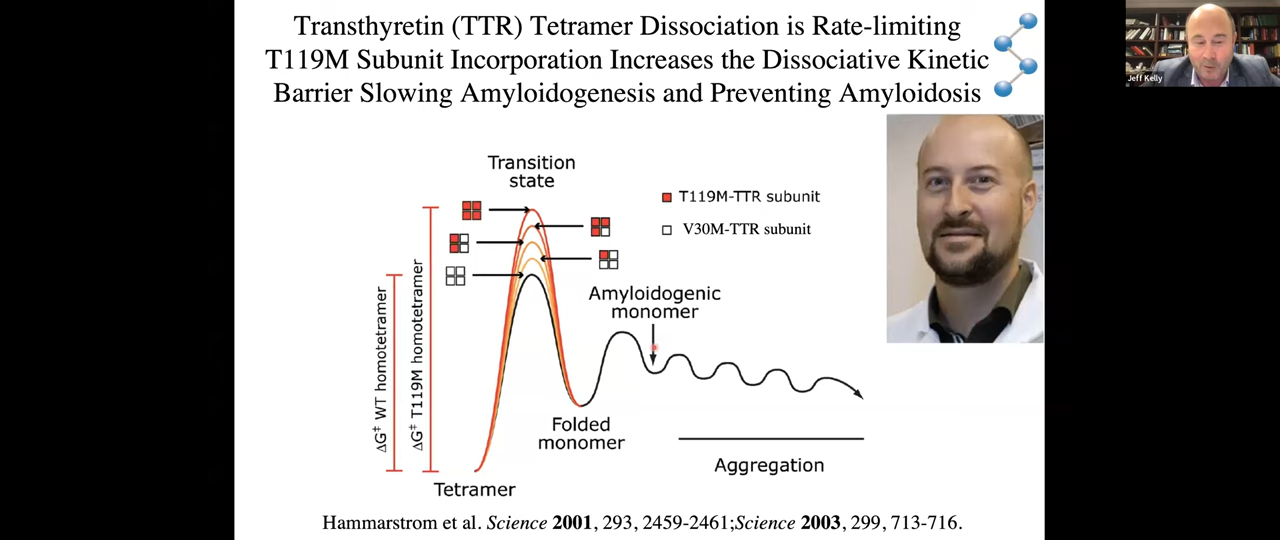 Transthyretin (TTR) Tetramer Dissociation is Rate-limiting
T119M Subunit Incorporation Increases the Dissociative Kinetic
Barrier Slowing Amyloidogenesis and Preventing Amyloidosis
Jeff Kelly
Transition
state
T119M-TTR subunit
V30M-TTR subunit
Amyloidogenic
monomer
ΔG‡ WT homotetramer
ΔG‡ T119M homotetramer
Folded
monomer
Aggregation
Tetramer
Hammarstrom et al. Science 2001, 293, 2459-2461;Science 2003, 299, 713-716.